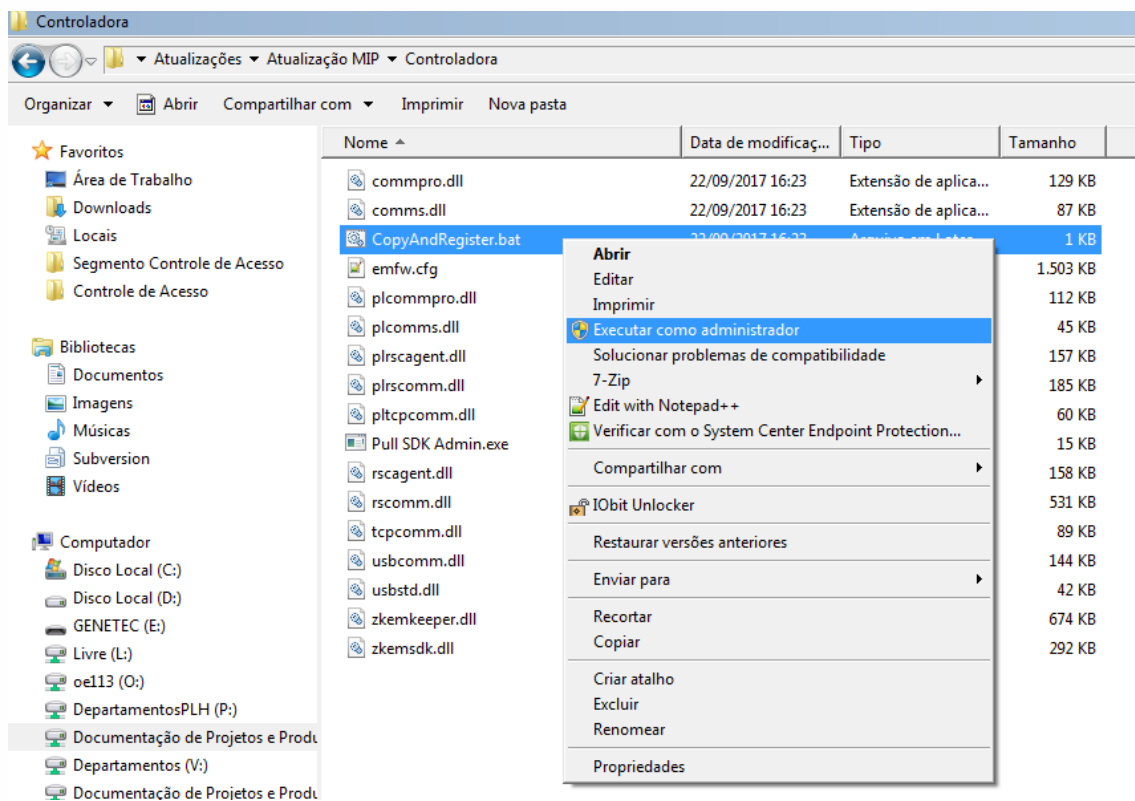 Controladora
Atualizações Atualização MIP Controladora
Organizar Abrir Compartilhar com Imprimir Nova pasta
Favoritos
Área de Trabalho
Downloads
Locais
Segmento Controle de Acesso
Controle de Acesso
Bibliotecas
Documentos
Imagens
Músicas
Subversion
Vídeos
Computador
Disco Local (C:)
Disco Local (D:)
GENETEC (E:)
Livre (L:)
oe113 (O:)
DepartamentosPLH (P:)
Documentação de Projetos e Produ
Departamentos (V:)
Documentação de Projetos e Produ
Nome Data de modificaç... Tipo Tamanho
commpro.dll 22/09/2017 16:23 Extensão de aplica... 129 KB
comms.dll 22/09/2017 16:23 Extensão de aplica... 87 KB
CopyAndRegister.bat 22/09/2017 16:23 Arquivo em Lotes 1 KB
emfw.cfg 1.503 KB
plcommpro.dll 112 KB
plcomms.dll 45 KB
plrscagent.dll 157 KB
plrscomm.dll 185 KB
pltcpcomm.dll 60 KB
Pull SDK Admin.exe 15 KB
rscagent.dll 158 KB
rscomm.dll 531 KB
tcpcomm.dll 89 KB
usbcomm.dll 144 KB
usbstd.dll 42 KB
zkemkeeper.dll 674 KB
zkemsdk.dll 292 KB
Abrir
Editar
Imprimir
Executar como administrador
Solucionar problemas de compatibilidade
7-Zip
Edit with Notepad++
Verificar com o System Center Endpoint Protection...
Compartilhar com
IObit Unlocker
Restaurar versões anteriores
Enviar para
Recortar
Copiar
Criar atalho
Excluir
Renomear
Propriedades